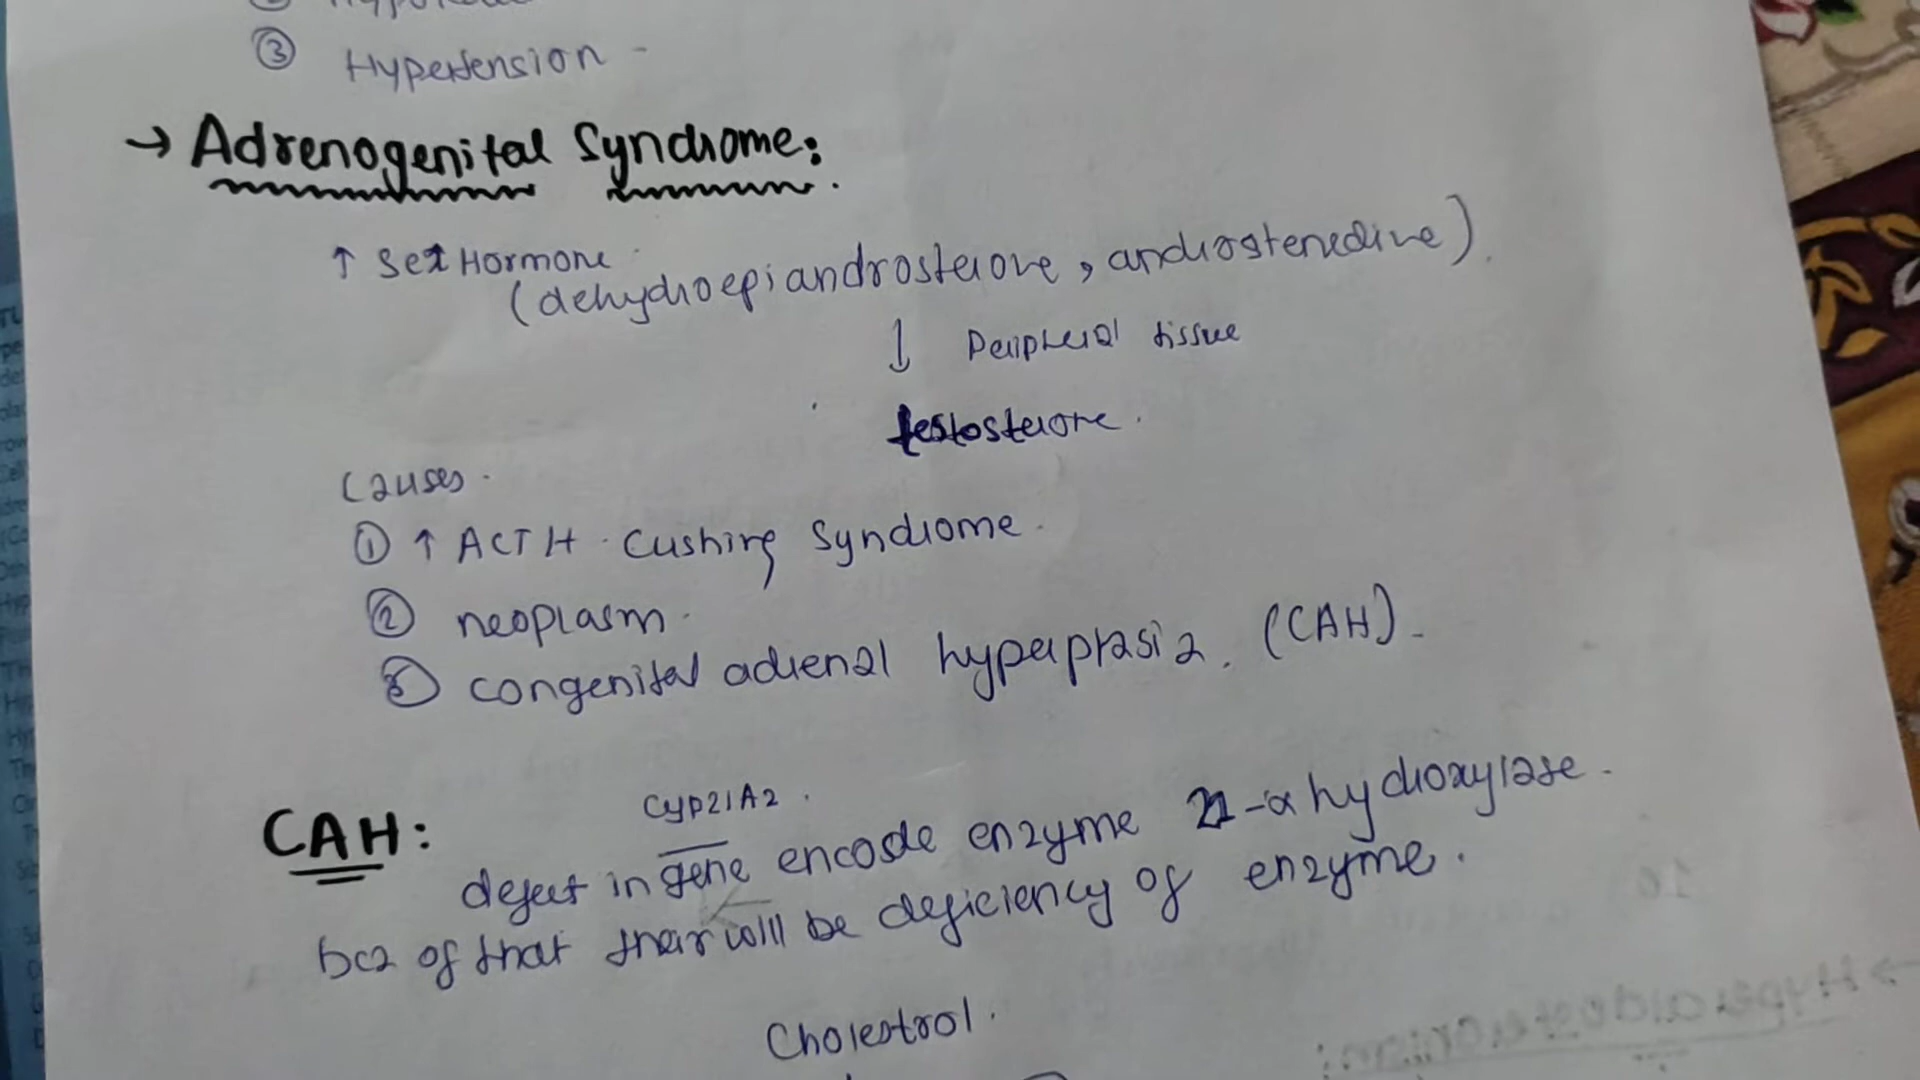 ③ Hypertension -
→ Adrenogenital Syndrome:
↑ Sex Hormone
(dehydroepiandrosterone, androstenedine).
↓ Peripheral tissue
testosterone.
Causes.
① ↑ ACTH. Cushing Syndrome.
② neoplasm.
③ congenital adrenal hyperplasia. (CAH).
CYP21A2.
CAH: defect in gene encode enzyme 21-α hydroxylase.
bcz of that their will be deficiency of enzyme.
Cholestrol.